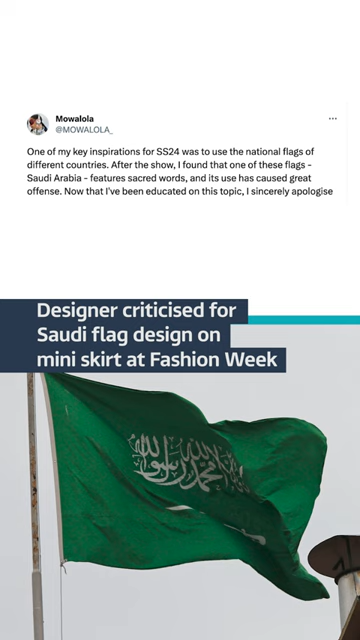 Mowalola
@MOWALOLA_
One of my key inspirations for SS24 was to use the national flags of
different countries. After the show, I found that one of these flags -
Saudi Arabia - features sacred words, and its use has caused great
offense. Now that I've been educated on this topic, I sincerely apologise
Designer criticised for
Saudi flag design on
mini skirt at Fashion Week
لا إله إلا الله محمد رسول الله